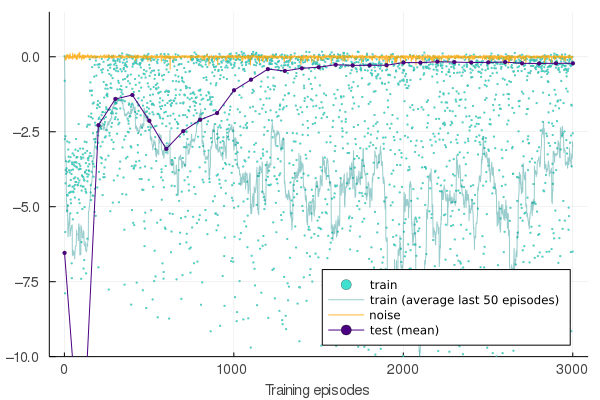 0.0
−2.5
−5.0
−7.5
−10.0
train
train (average last 50 episodes)
noise
test (mean)
0
1000
2000
3000
Training episodes